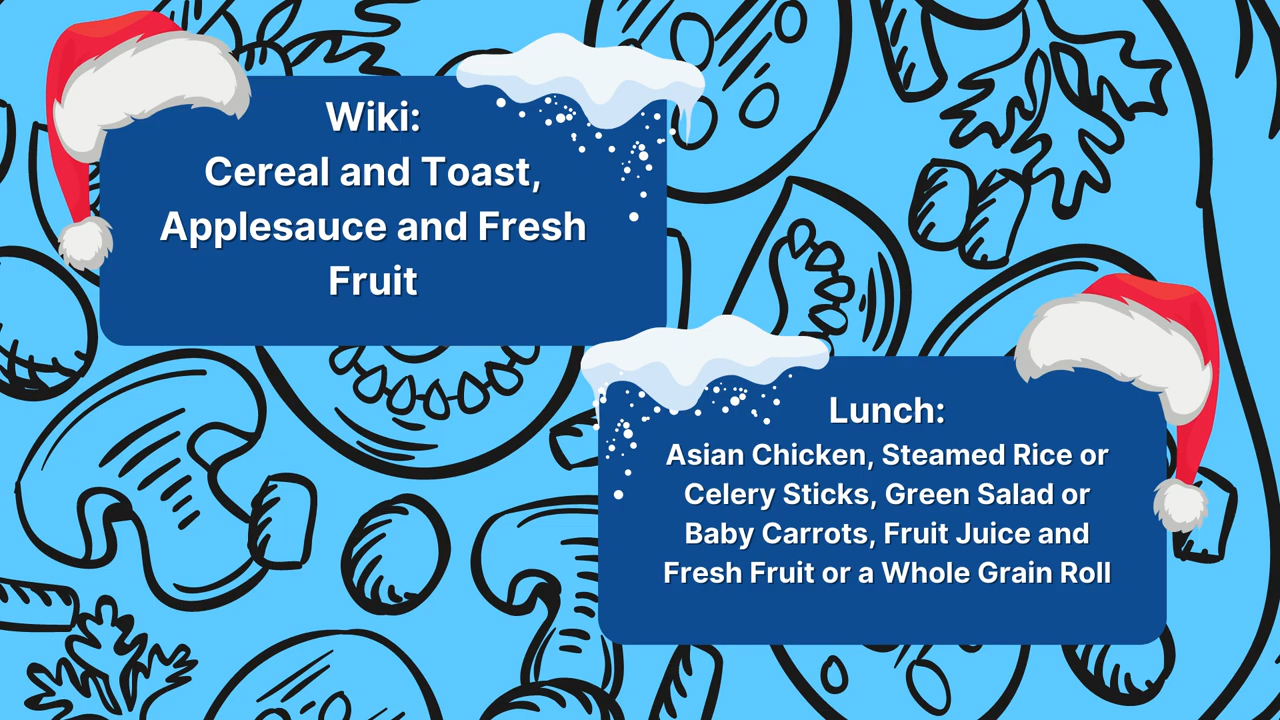 Wiki:
Cereal and Toast,
Applesauce and Fresh
Fruit
Lunch:
Asian Chicken, Steamed Rice or
Celery Sticks, Green Salad or
Baby Carrots, Fruit Juice and
Fresh Fruit or a Whole Grain Roll